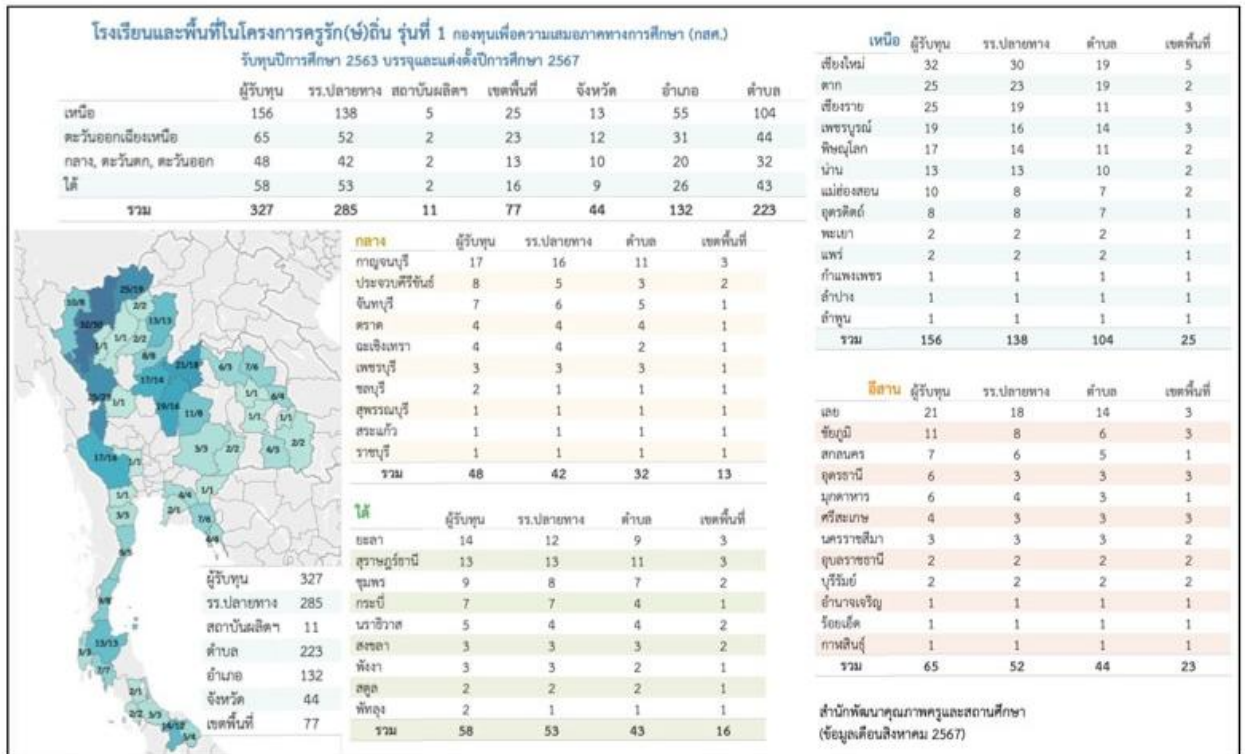 โรงเรียนและพื้นที่ในโครงการครูรัก(ษ์)ถิ่น รุ่นที่ 1 กองทุนเพื่อความเสมอภาคทางการศึกษา (กสศ.)
รับทุนปีการศึกษา 2563 บรรจุและแต่งตั้งปีการศึกษา 2567
ผู้รับทุน รร.ปลายทาง สถาบันผลิตฯ เขตพื้นที่ จังหวัด อำเภอ ตำบล
เหนือ 156 138 5 25 13 55 104
ตะวันออกเฉียงเหนือ 65 52 2 23 12 31 44
กลาง, ตะวันตก, ตะวันออก 48 42 2 13 10 20 32
ใต้ 58 53 2 16 9 26 43
รวม 327 285 11 77 44 132 223
กลาง ผู้รับทุน รร.ปลายทาง ตำบล เขตพื้นที่
กาญจนบุรี 17 16 11 3
ประจวบคีรีขันธ์ 8 5 3 2
จันทบุรี 7 6 5 1
ตราด 4 4 4 1
ฉะเชิงเทรา 4 4 2 1
เพชรบุรี 3 3 3 1
ชลบุรี 2 1 1 1
สุพรรณบุรี 1 1 1 1
สระแก้ว 1 1 1 1
ราชบุรี 1 1 1 1
รวม 48 42 32 13
ใต้ ผู้รับทุน รร.ปลายทาง ตำบล เขตพื้นที่
ยะลา 14 12 9 3
สุราษฎร์ธานี 13 13 11 3
ชุมพร 9 8 7 2
กระบี่ 7 7 4 1
นราธิวาส 5 4 4 2
สงขลา 3 3 3 2
พังงา 3 3 2 1
สตูล 2 2 2 1
พัทลุง 2 1 1 1
รวม 58 53 43 16
ผู้รับทุน 327
รร.ปลายทาง 285
สถาบันผลิตฯ 11
ตำบล 223
อำเภอ 132
จังหวัด 44
เขตพื้นที่ 77
เหนือ ผู้รับทุน รร.ปลายทาง ตำบล เขตพื้นที่
เชียงใหม่ 32 30 19 5
ตาก 25 23 19 2
เชียงราย 25 19 11 3
เพชรบูรณ์ 19 16 14 3
พิษณุโลก 17 14 11 2
น่าน 13 13 10 2
แม่ฮ่องสอน 10 8 7 2
อุตรดิตถ์ 8 8 7 1
พะเยา 2 2 2 1
แพร่ 2 2 2 1
กำแพงเพชร 1 1 1 1
ลำปาง 1 1 1 1
ลำพูน 1 1 1 1
รวม 156 138 104 25
อีสาน ผู้รับทุน รร.ปลายทาง ตำบล เขตพื้นที่
เลย 21 18 14 3
ชัยภูมิ 11 8 6 3
สกลนคร 7 6 5 1
อุดรธานี 6 3 3 3
มุกดาหาร 6 4 3 1
ศรีสะเกษ 4 3 3 3
นครราชสีมา 3 3 3 2
อุบลราชธานี 2 2 2 2
บุรีรัมย์ 2 2 2 2
อำนาจเจริญ 1 1 1 1
ร้อยเอ็ด 1 1 1 1
กาฬสินธุ์ 1 1 1 1
รวม 65 52 44 23
สำนักพัฒนาคุณภาพครูและสถานศึกษา
(ข้อมูลเดือนสิงหาคม 2567)